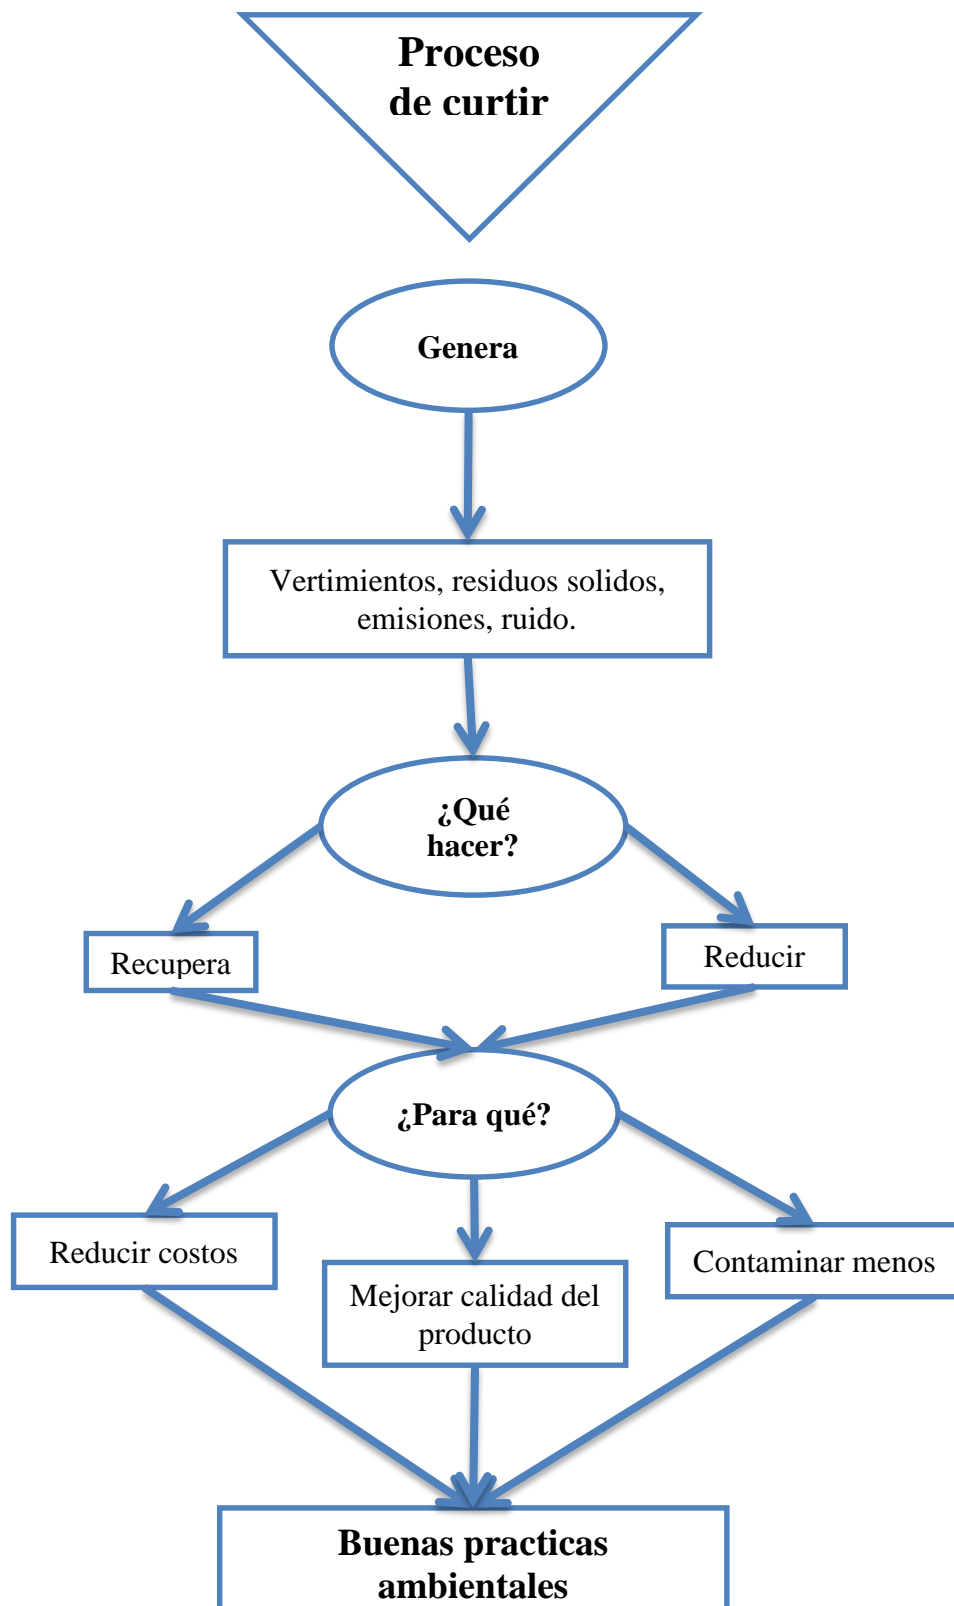 Proceso
de curtir
Genera
Vertimientos, residuos solidos,
emisiones, ruido.
¿Qué
hacer?
Recupera
Reducir
¿Para qué?
Reducir costos
Mejorar calidad del
producto
Contaminar menos
Buenas practicas
ambientales